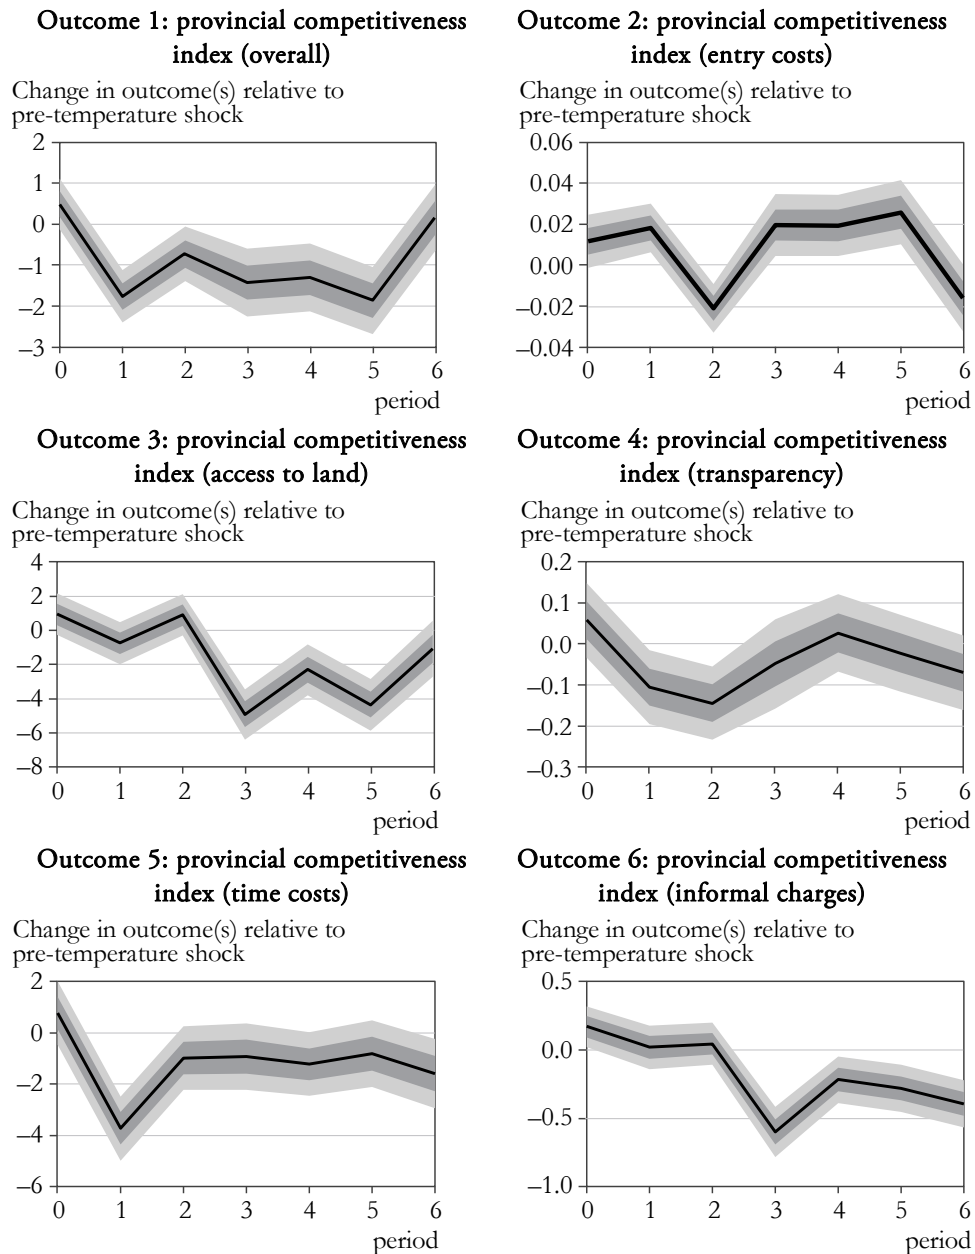 Outcome 1: provincial competitiveness
index (overall)
Change in outcome(s) relative to
pre-temperature shock
2
1
0
–1
–2
–3
0 1 2 3 4 5 6
period
Outcome 2: provincial competitiveness
index (entry costs)
Change in outcome(s) relative to
pre-temperature shock
0.06
0.04
0.02
0.00
–0.02
–0.04
0 1 2 3 4 5 6
period
Outcome 3: provincial competitiveness
index (access to land)
Change in outcome(s) relative to
pre-temperature shock
4
2
0
–2
–4
–6
–8
0 1 2 3 4 5 6
period
Outcome 4: provincial competitiveness
index (transparency)
Change in outcome(s) relative to
pre-temperature shock
0.2
0.1
0.0
–0.1
–0.2
–0.3
0 1 2 3 4 5 6
period
Outcome 5: provincial competitiveness
index (time costs)
Change in outcome(s) relative to
pre-temperature shock
2
0
–2
–4
–6
0 1 2 3 4 5 6
period
Outcome 6: provincial competitiveness
index (informal charges)
Change in outcome(s) relative to
pre-temperature shock
0.5
0.0
–0.5
–1.0
0 1 2 3 4 5 6
period